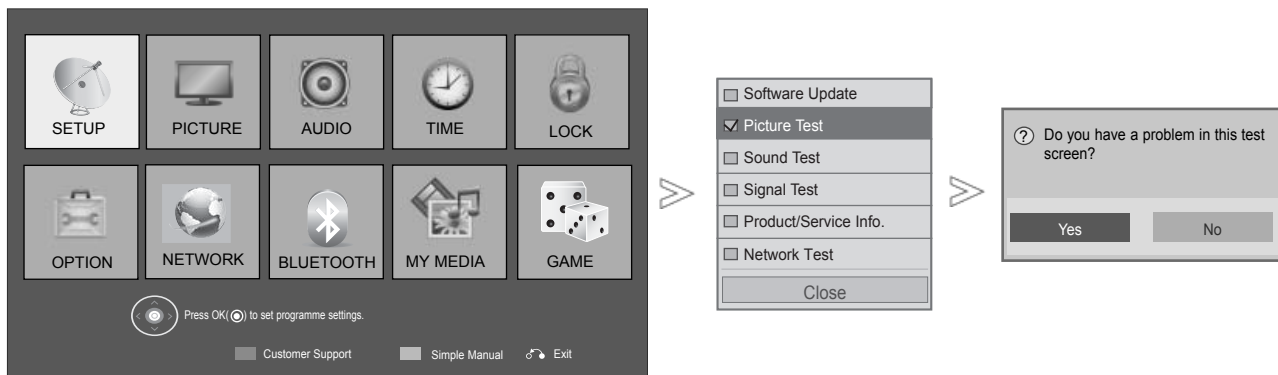 SETUP
PICTURE
AUDIO
TIME
LOCK
OPTION
NETWORK
BLUETOOTH
MY MEDIA
GAME
Press OK(◉) to set programme settings.
Customer Support
Simple Manual
Exit
Software Update
Picture Test
Sound Test
Signal Test
Product/Service Info.
Network Test
Close
? Do you have a problem in this test
screen?
Yes
No